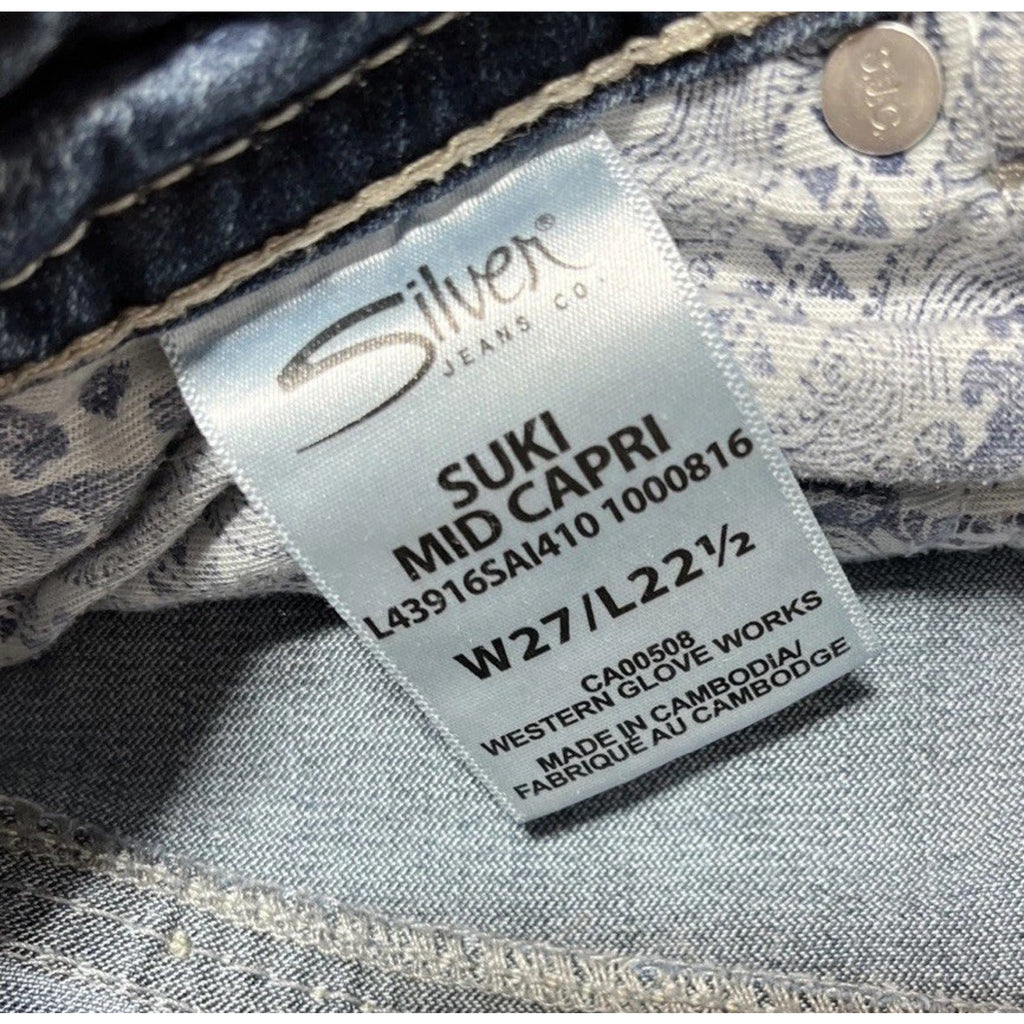 Silver®
JEANS CO.
SUKI
MID CAPRI
L43916SAI410 1000816
W27/L22½
CA00508
WESTERN GLOVE WORKS
MADE IN CAMBODIA/
FABRIQUÉ AU CAMBODGE